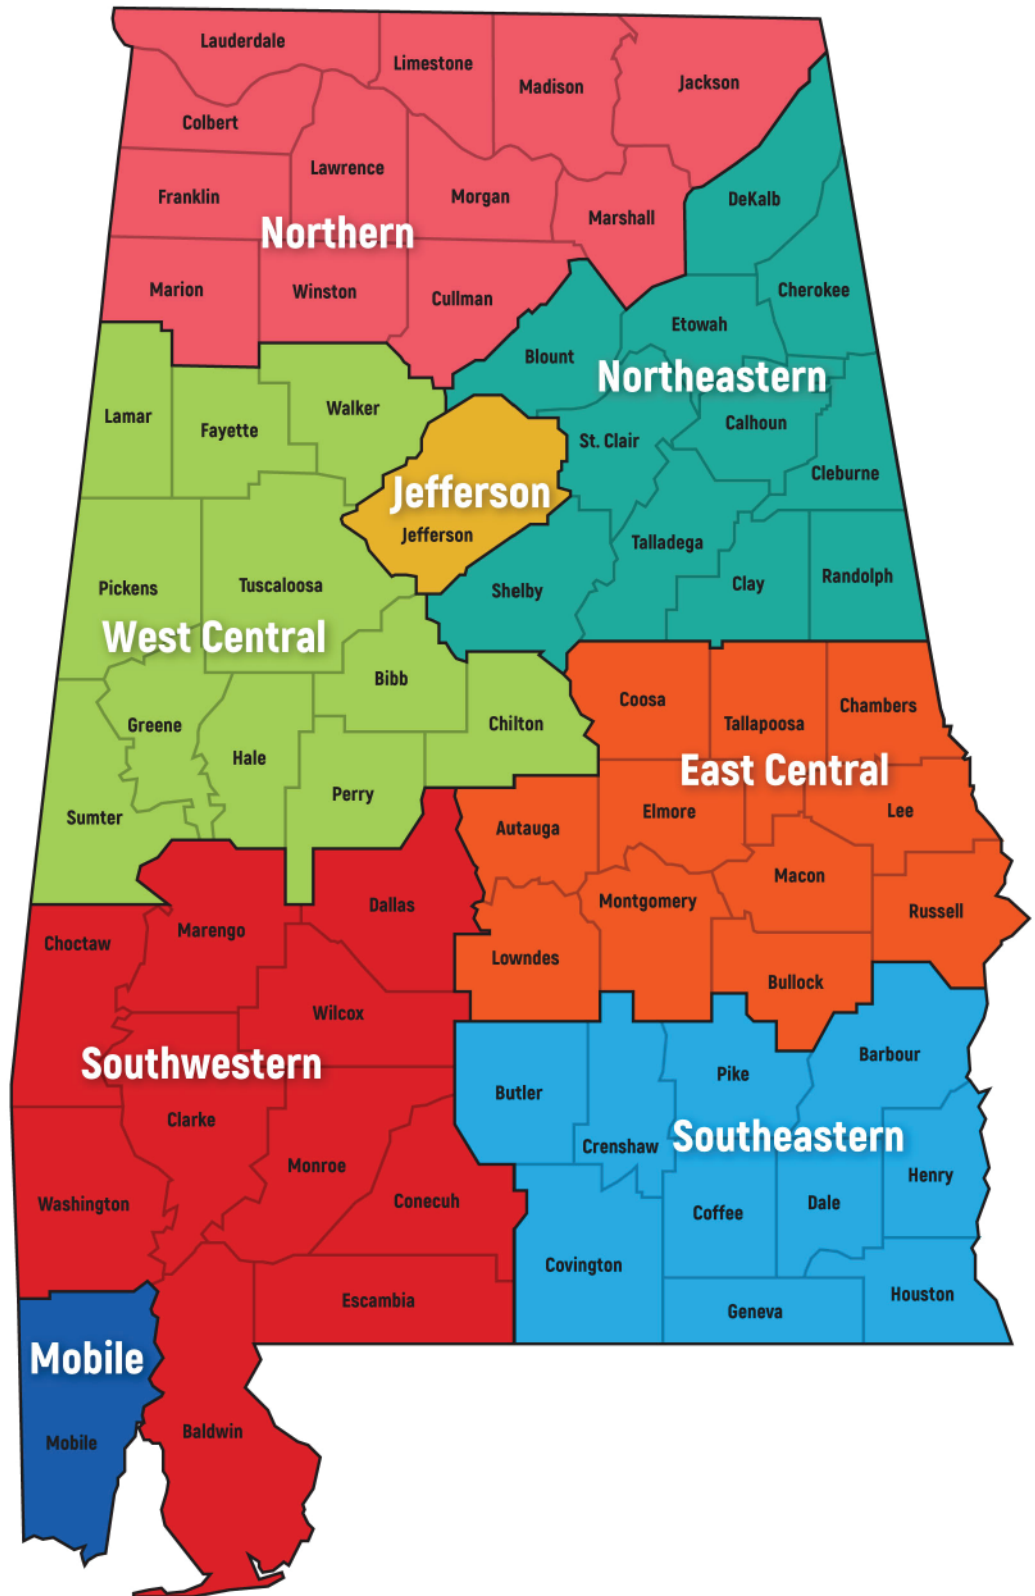 Lauderdale
Limestone
Madison
Jackson
Colbert
Lawrence
Franklin
Morgan
Marshall
DeKalb
Northern
Marion
Winston
Cullman
Cherokee
Etowah
Blount
Northeastern
Lamar
Fayette
Walker
St. Clair
Calhoun
Cleburne
Jefferson
Jefferson
Talladega
Pickens
Tuscaloosa
Shelby
Clay
Randolph
West Central
Bibb
Coosa
Chambers
Greene
Chilton
Tallapoosa
Hale
East Central
Perry
Sumter
Autauga
Elmore
Lee
Macon
Dallas
Montgomery
Russell
Choctaw
Marengo
Lowndes
Bullock
Wilcox
Southwestern
Barbour
Butler
Pike
Clarke
Crenshaw
Southeastern
Monroe
Henry
Washington
Conecuh
Coffee
Dale
Covington
Escambia
Geneva
Houston
Mobile
Mobile
Baldwin